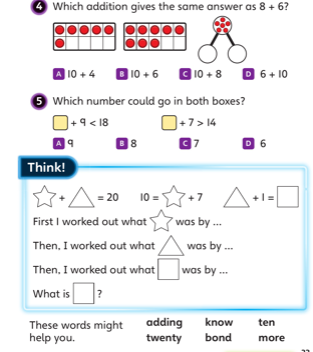 4 Which addition gives the same answer as 8 + 6?
A 10 + 4 B 10 + 6 C 10 + 8 D 6 + 10
5 Which number could go in both boxes?
+ 9 < 18 + 7 > 14
A 9 B 8 C 7 D 6
Think!
+ = 20 10 = + 7 + 1 =
First I worked out what was by ...
Then, I worked out what was by ...
Then, I worked out what was by ...
What is ?
These words might adding know ten
help you. twenty bond more